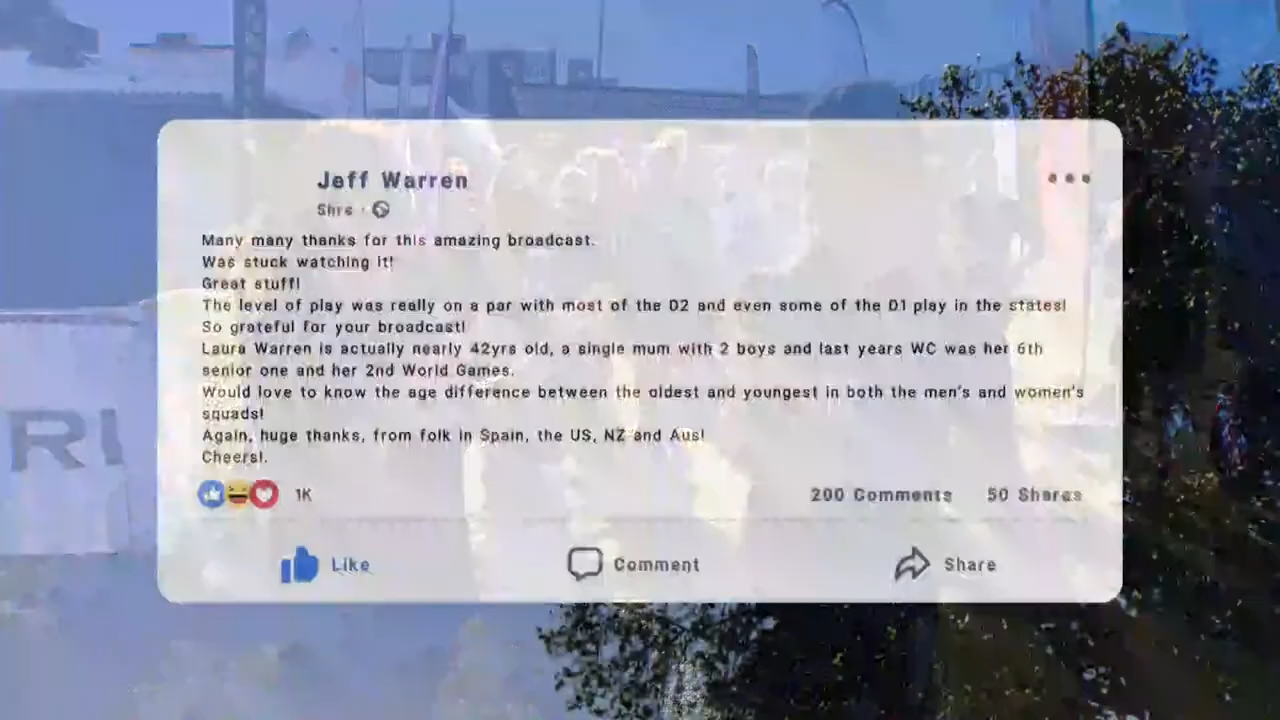 Jeff Warren
5hrs ·
Many many thanks for this amazing broadcast.
Was stuck watching it!
Great stuff!
The level of play was really on a par with most of the D2 and even some of the D1 play in the states!
So grateful for your broadcast!
Laura Warren is actually nearly 42yrs old, a single mum with 2 boys and last years WC was her 6th
senior one and her 2nd World Games.
Would love to know the age difference between the oldest and youngest in both the men's and women's
squads!
Again, huge thanks, from folk in Spain, the US, NZ and Aus!
Cheers!.
1K 200 Comments 50 Shares
Like Comment Share
RI